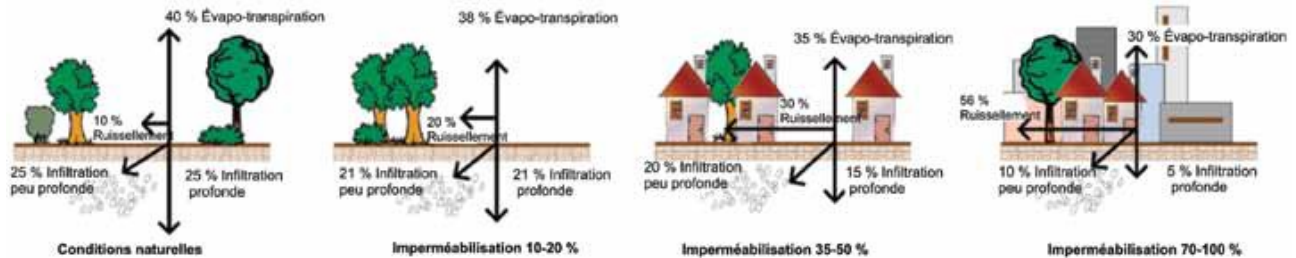 40 % Évapo-transpiration
10 %
Ruissellement
25 % Infiltration
peu profonde
25 % Infiltration
profonde
Conditions naturelles
38 % Évapo-transpiration
20 %
Ruissellement
21 % Infiltration
peu profonde
21 % Infiltration
profonde
Imperméabilisation 10-20 %
35 % Évapo-transpiration
30 %
Ruissellement
20 % Infiltration
peu profonde
15 % Infiltration
profonde
Imperméabilisation 35-50 %
30 % Évapo-transpiration
56 %
Ruissellement
10 % Infiltration
peu profonde
5 % Infiltration
profonde
Imperméabilisation 70-100 %